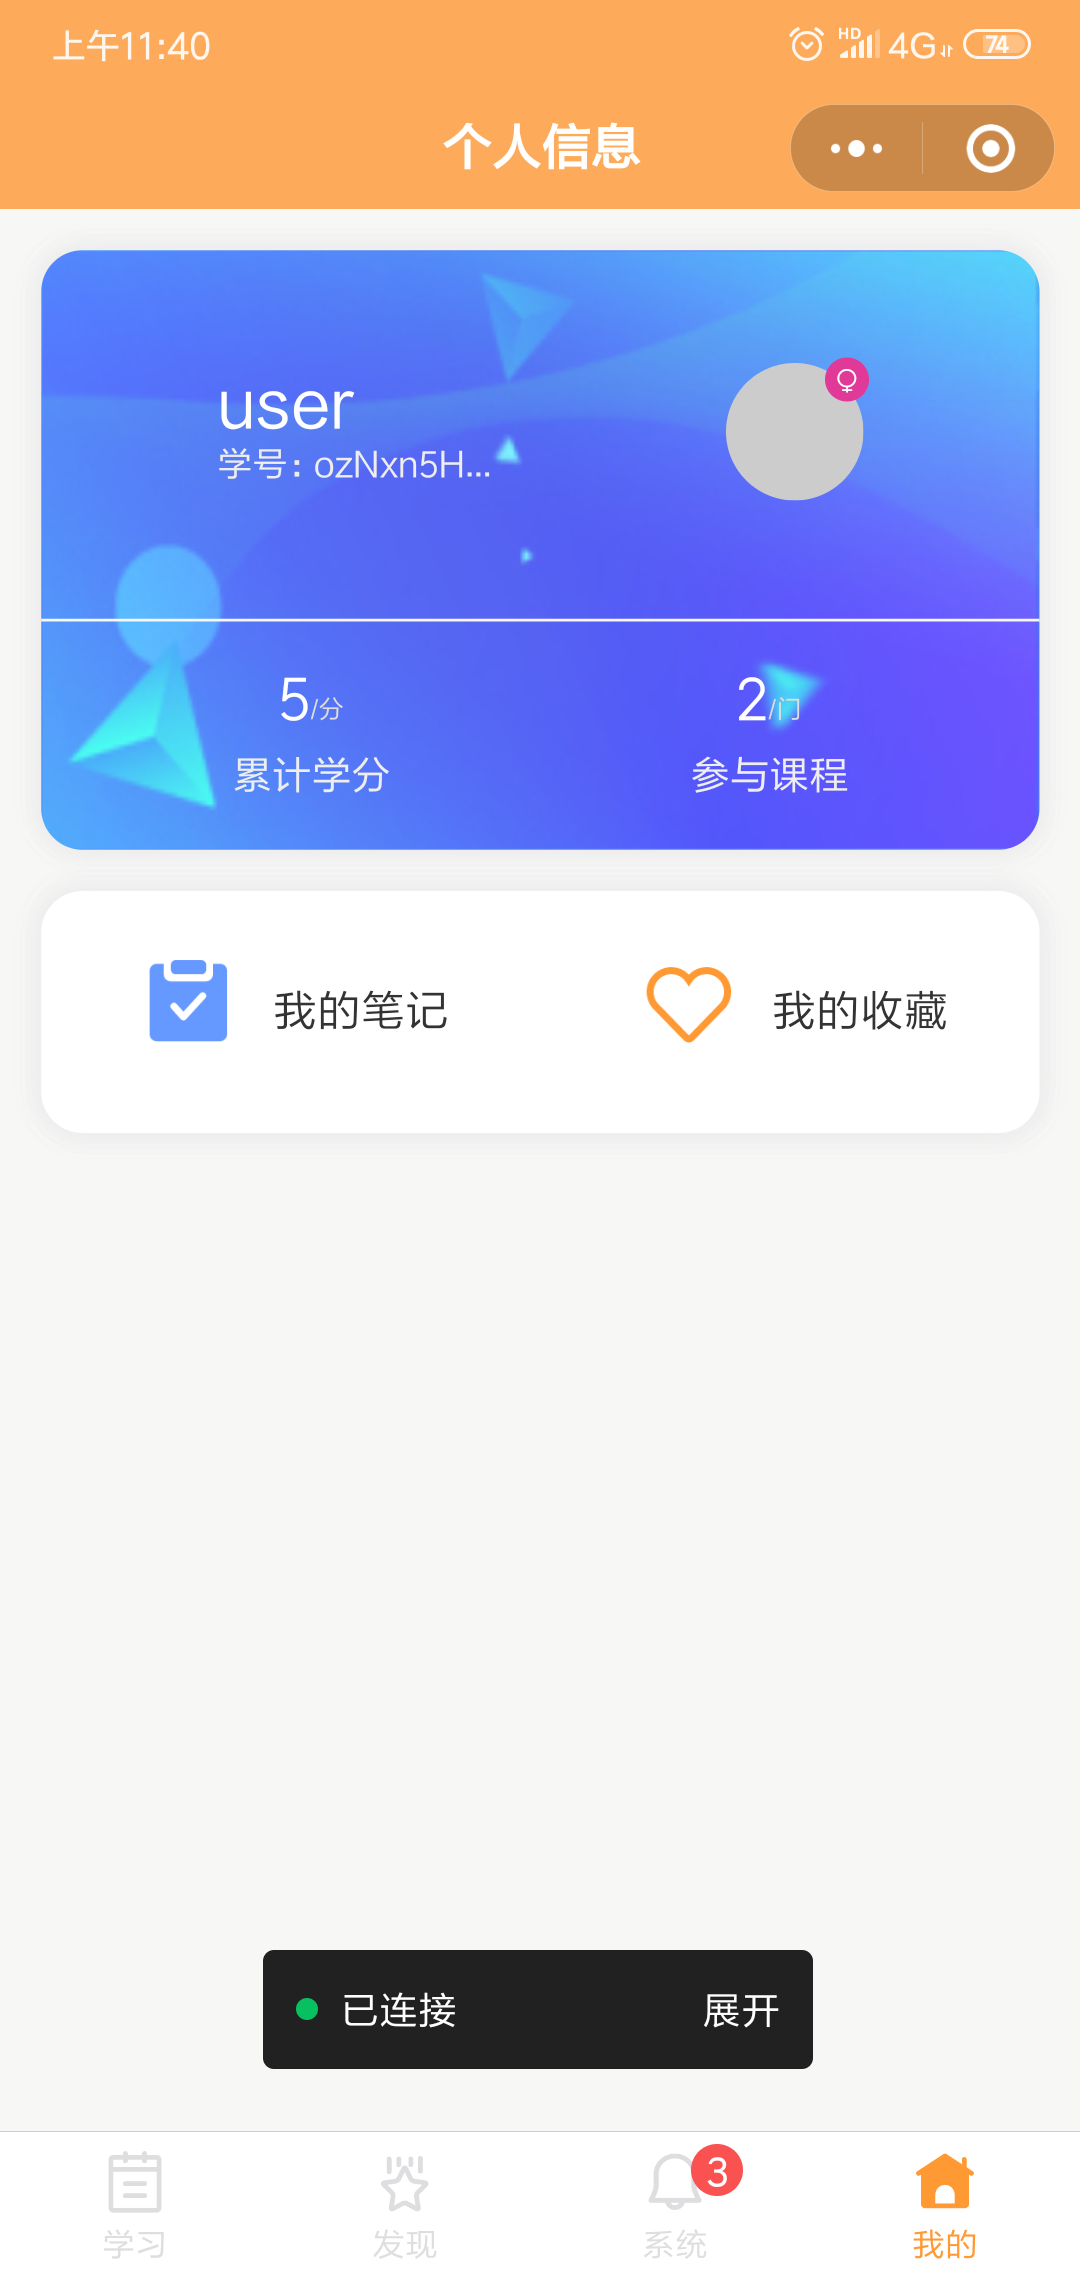 上午11:40 HD 4G 74
个人信息
user
学号: ozNxn5H...
5/分 2/门
累计学分 参与课程
我的笔记 我的收藏
已连接 展开
3
学习 发现 系统 我的